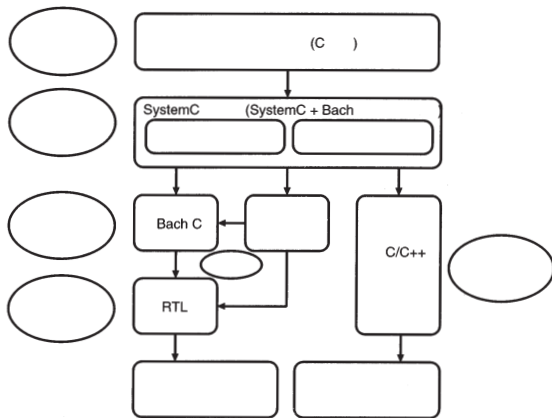 (C )
SystemC (SystemC + Bach )
Bach C
C/C++
RTL